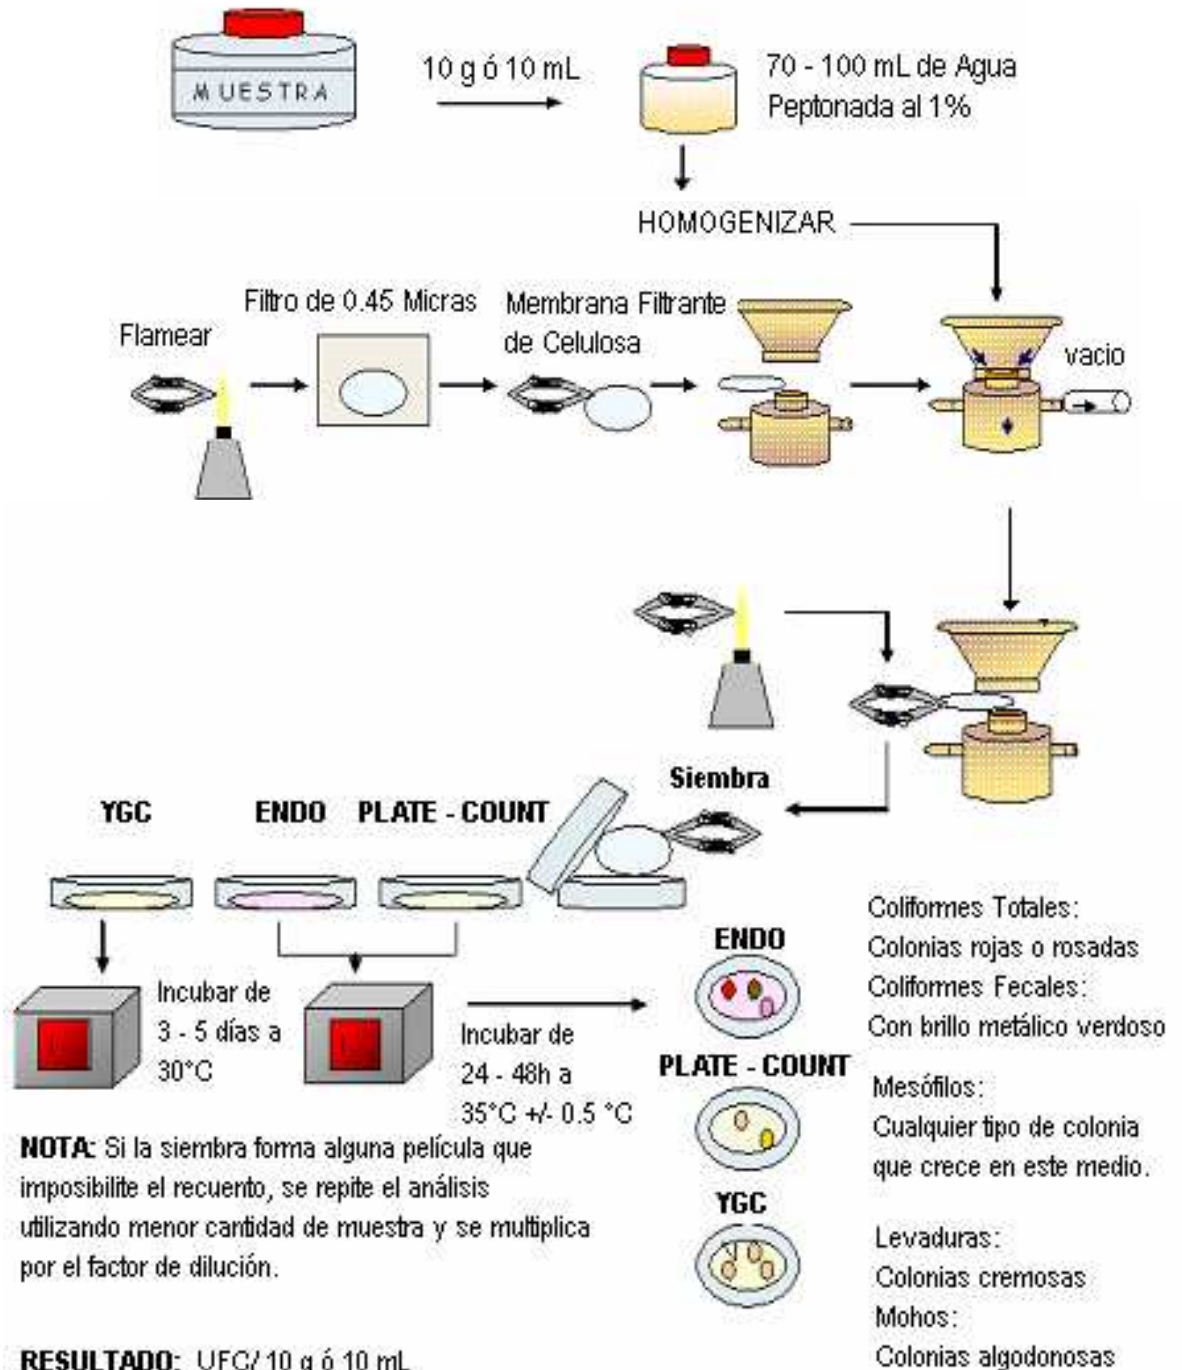 MUESTRA
10 g ó 10 mL
70 - 100 mL de Agua
Peptonada al 1%
HOMOGENIZAR
Flamear
Filtro de 0.45 Micras
Membrana Filtrante
de Celulosa
vacio
Siembra
YGC
ENDO
PLATE - COUNT
Incubar de
3 - 5 días a
30°C
Incubar de
24 - 48h a
35°C +/- 0.5 °C
ENDO
Coliformes Totales:
Colonias rojas o rosadas
Coliformes Fecales:
Con brillo metálico verdoso
PLATE - COUNT
Mesófilos:
Cualquier tipo de colonia
que crece en este medio.
YGC
Levaduras:
Colonias cremosas
Mohos:
Colonias algodonosas
NOTA: Si la siembra forma alguna película que
imposibilite el recuento, se repite el análisis
utilizando menor cantidad de muestra y se multiplica
por el factor de dilución.
RESULTADO: UFC/ 10 g ó 10 mL